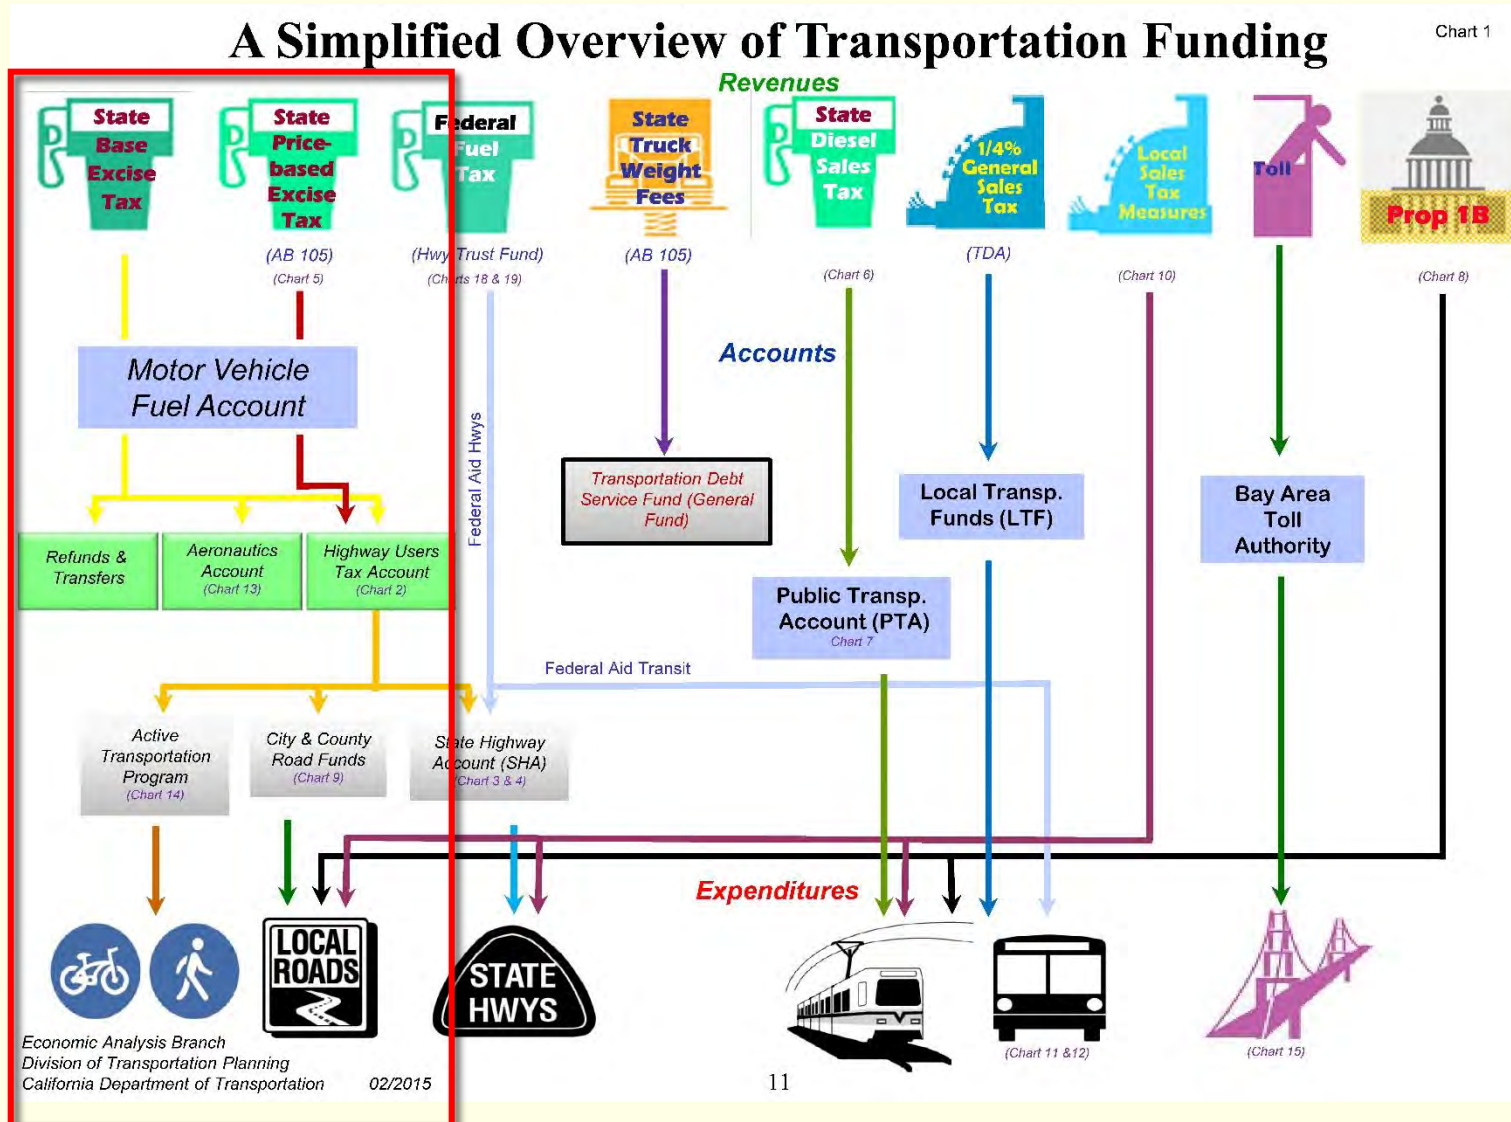 A Simplified Overview of Transportation Funding
Chart 1
Revenues
State
Base
Excise
Tax
State
Price-
based
Excise
Tax
(AB 105)
(Chart 5)
Federal
Fuel
Tax
(Hwy Trust Fund)
(Charts 18 & 19)
State
Truck
Weight
Fees
(AB 105)
State
Diesel
Sales
Tax
(Chart 6)
1/4%
General
Sales
Tax
(TDA)
Local
Sales
Tax
Measures
(Chart 10)
Toll
Prop 1B
(Chart 8)
Accounts
Motor Vehicle
Fuel Account
Federal Aid Hwys
Transportation Debt
Service Fund (General
Fund)
Local Transp.
Funds (LTF)
Bay Area
Toll
Authority
Refunds &
Transfers
Aeronautics
Account
(Chart 13)
Highway Users
Tax Account
(Chart 2)
Public Transp.
Account (PTA)
Chart 7
Federal Aid Transit
Active
Transportation
Program
(Chart 14)
City & County
Road Funds
(Chart 9)
State Highway
Account (SHA)
(Chart 3 & 4)
Expenditures
LOCAL
ROADS
STATE
HWYS
(Chart 11 &12)
(Chart 15)
Economic Analysis Branch
Division of Transportation Planning
California Department of Transportation 02/2015
11